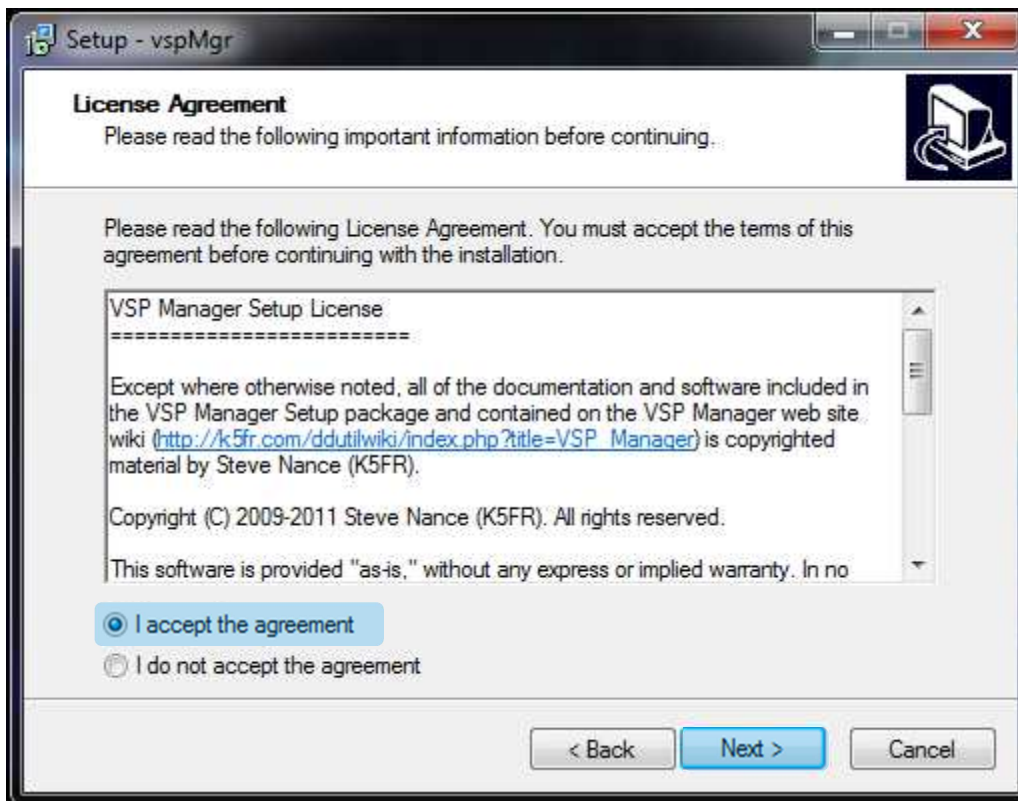 Setup - vspMgr
License Agreement
Please read the following important information before continuing.
Please read the following License Agreement. You must accept the terms of this
agreement before continuing with the installation.
VSP Manager Setup License
=========================
Except where otherwise noted, all of the documentation and software included in
the VSP Manager Setup package and contained on the VSP Manager web site
wiki (http://k5fr.com/ddutilwiki/index.php?title=VSP_Manager) is copyrighted
material by Steve Nance (K5FR).
Copyright (C) 2009-2011 Steve Nance (K5FR). All rights reserved.
This software is provided "as-is," without any express or implied warranty. In no
I accept the agreement
I do not accept the agreement
< Back
Next >
Cancel